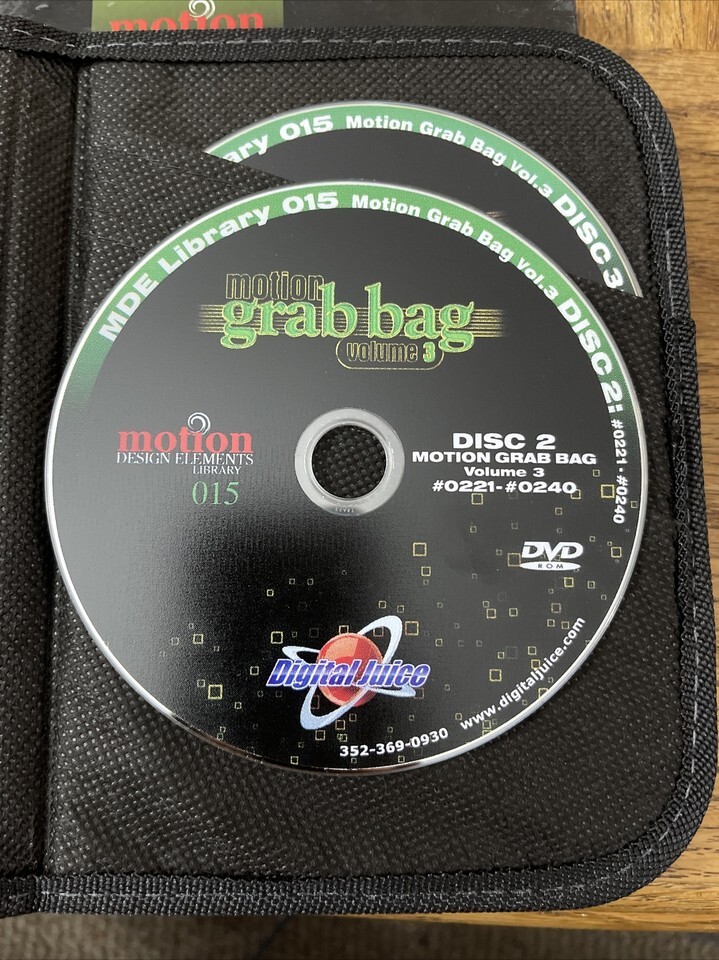 motion
ary 015 Motion Grab Bag Vol.3 DISC 3
MDE Library 015 Motion Grab Bag Vol.3 DISC 2: #0221 - #0240
motion
grab bag
volume 3
motion
DESIGN ELEMENTS
LIBRARY
015
DISC 2
MOTION GRAB BAG
Volume 3
#0221-#0240
DVD
ROM
Digital Juice
352-369-0930 www.digitaljuice.com